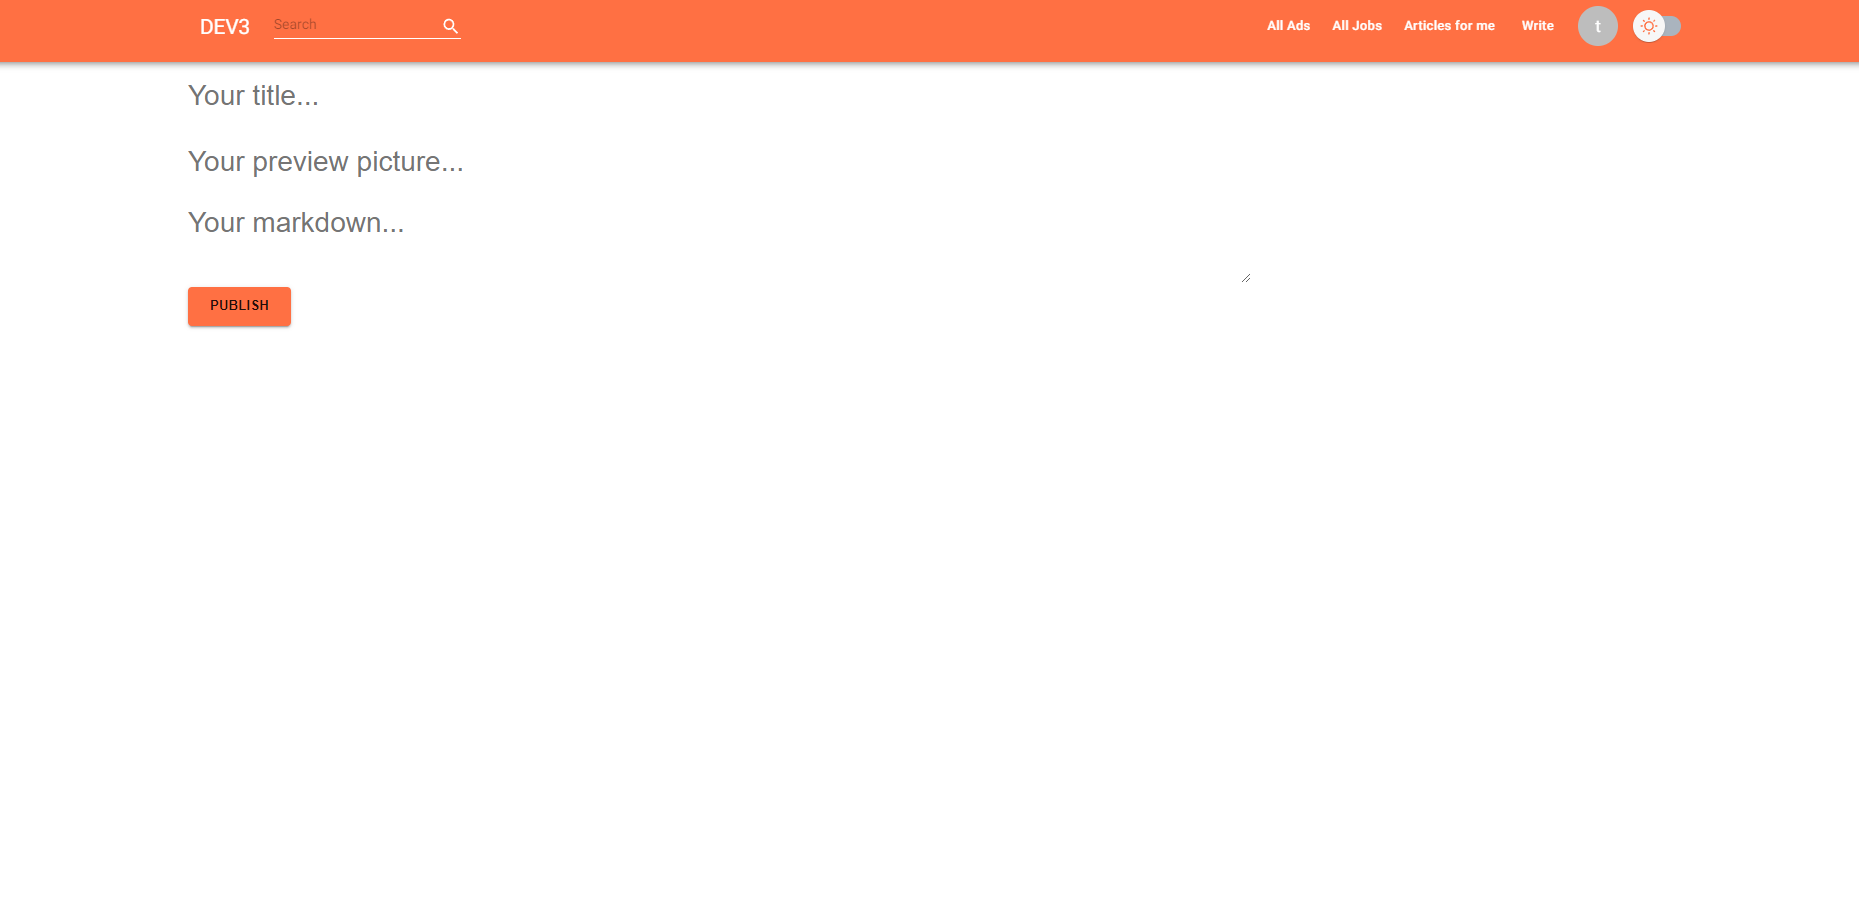 DEV3 Search All Ads All Jobs Articles for me Write t
Your title...
Your preview picture...
Your markdown...
PUBLISH